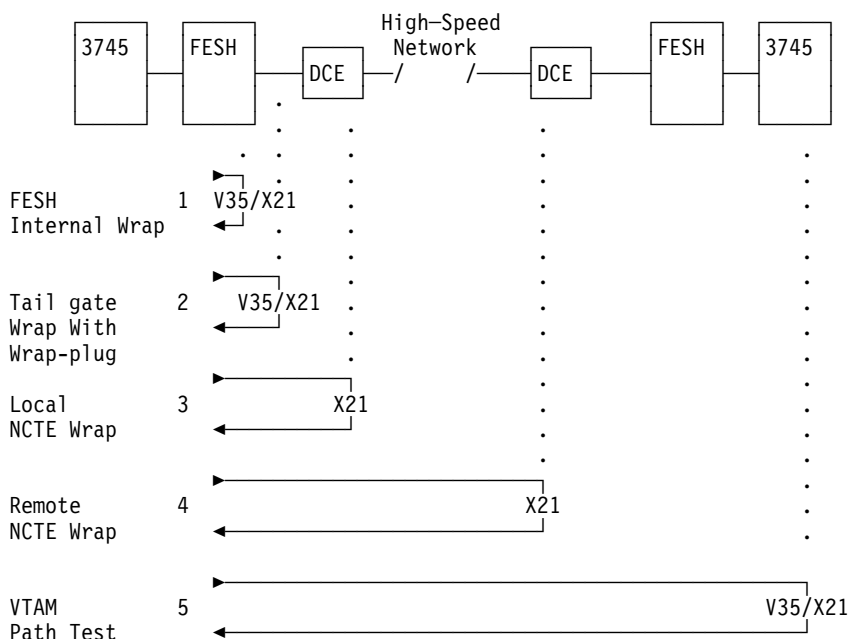 High—Speed
Network
3745 FESH DCE —/ /— DCE FESH 3745
FESH 1 V35/X21
Internal Wrap
Tail gate 2 V35/X21
Wrap With
Wrap-plug
Local 3 X21
NCTE Wrap
Remote 4 X21
NCTE Wrap
VTAM 5 V35/X21
Path Test